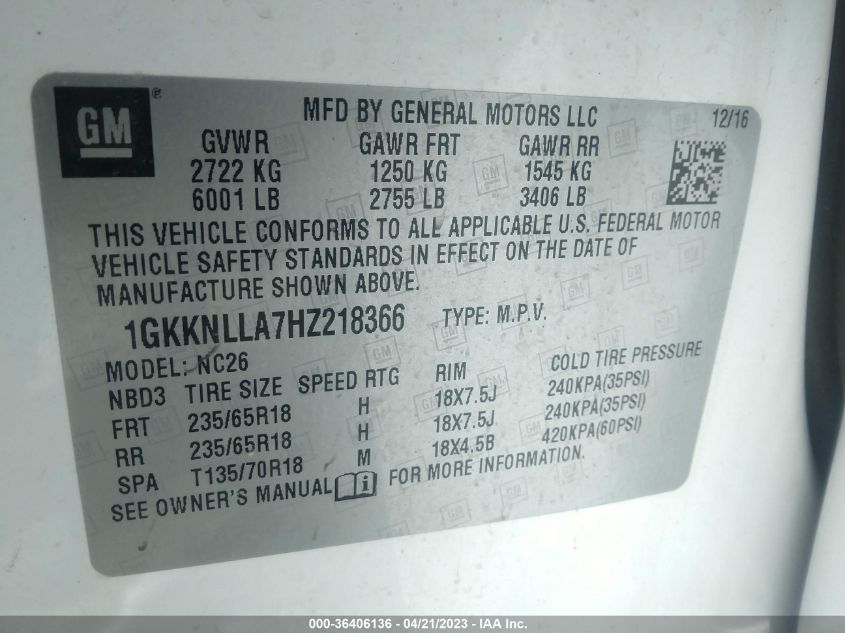 GM ®
MFD BY GENERAL MOTORS LLC 12/16
GVWR GAWR FRT GAWR RR
2722 KG 1250 KG 1545 KG
6001 LB 2755 LB 3406 LB
THIS VEHICLE CONFORMS TO ALL APPLICABLE U.S. FEDERAL MOTOR
VEHICLE SAFETY STANDARDS IN EFFECT ON THE DATE OF
MANUFACTURE SHOWN ABOVE.
1GKKNLLA7HZ218366 TYPE: M.P.V.
MODEL: NC26
NBD3 TIRE SIZE SPEED RTG RIM COLD TIRE PRESSURE
FRT 235/65R18 H 18X7.5J 240KPA(35PSI)
RR 235/65R18 H 18X7.5J 240KPA(35PSI)
SPA T135/70R18 M 18X4.5B 420KPA(60PSI)
SEE OWNER'S MANUAL i FOR MORE INFORMATION.
000-36406136 - 04/21/2023 - IAA Inc.